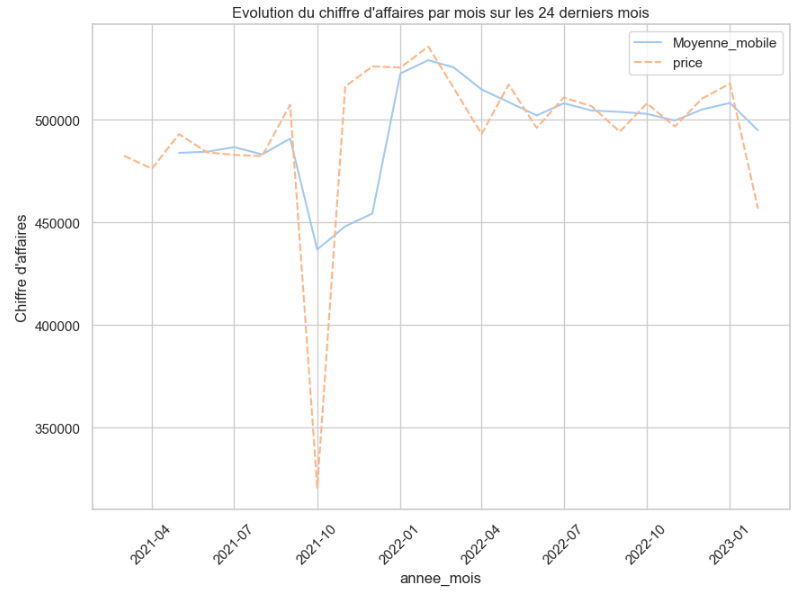 Evolution du chiffre d'affaires par mois sur les 24 derniers mois
Moyenne_mobile
price
Chiffre d'affaires
500000
450000
400000
350000
2021-04
2021-07
2021-10
2022-01
2022-04
2022-07
2022-10
2023-01
annee_mois